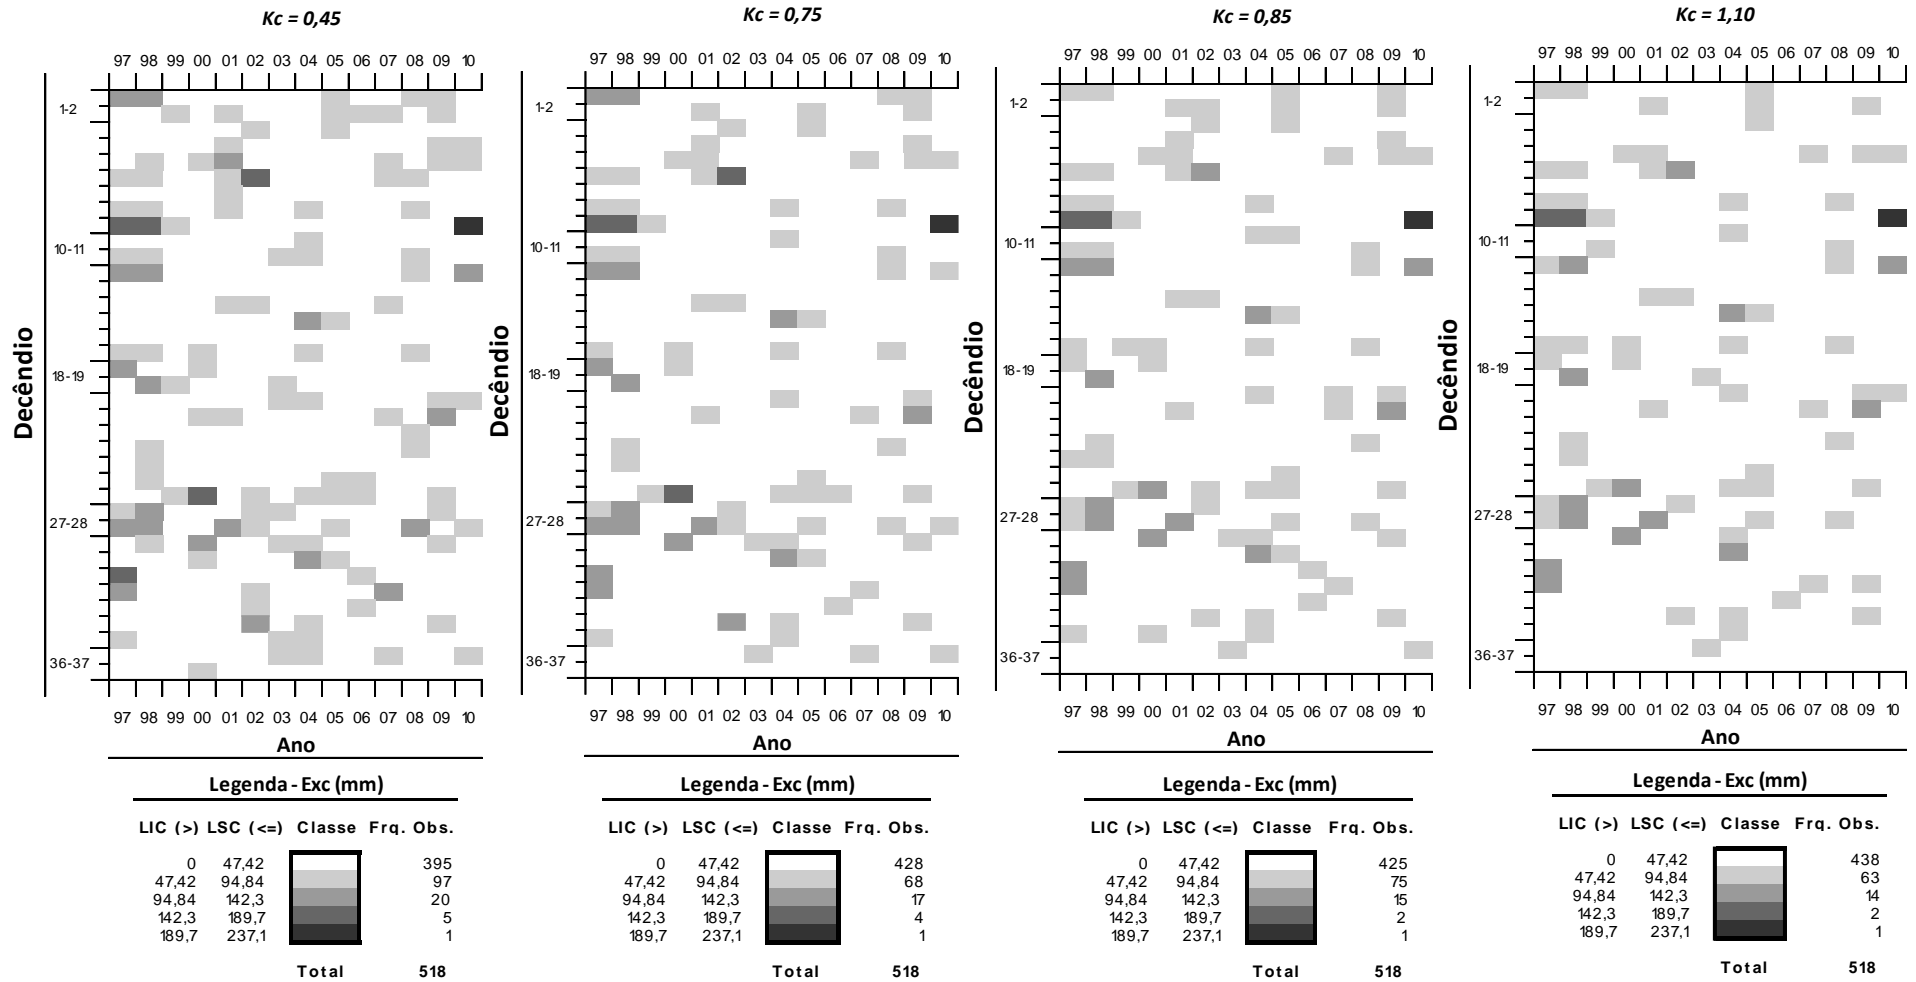 Kc = 0,45
97 98 99 00 01 02 03 04 05 06 07 08 09 10
Decêndio
1-2
10-11
18-19
27-28
36-37
97 98 99 00 01 02 03 04 05 06 07 08 09 10
Ano
Legenda - Exc (mm)
LIC (>) LSC (<=) Classe Frq. Obs.
0 47,42 395
47,42 94,84 97
94,84 142,3 20
142,3 189,7 5
189,7 237,1 1
Total 518
Kc = 0,75
97 98 99 00 01 02 03 04 05 06 07 08 09 10
Decêndio
1-2
10-11
18-19
27-28
36-37
97 98 99 00 01 02 03 04 05 06 07 08 09 10
Ano
Legenda - Exc (mm)
LIC (>) LSC (<=) Classe Frq. Obs.
0 47,42 428
47,42 94,84 68
94,84 142,3 17
142,3 189,7 4
189,7 237,1 1
Total 518
Kc = 0,85
97 98 99 00 01 02 03 04 05 06 07 08 09 10
Decêndio
1-2
10-11
18-19
27-28
36-37
97 98 99 00 01 02 03 04 05 06 07 08 09 10
Ano
Legenda - Exc (mm)
LIC (>) LSC (<=) Classe Frq. Obs.
0 47,42 425
47,42 94,84 75
94,84 142,3 15
142,3 189,7 2
189,7 237,1 1
Total 518
Kc = 1,10
97 98 99 00 01 02 03 04 05 06 07 08 09 10
Decêndio
1-2
10-11
18-19
27-28
36-37
97 98 99 00 01 02 03 04 05 06 07 08 09 10
Ano
Legenda - Exc (mm)
LIC (>) LSC (<=) Classe Frq. Obs.
0 47,42 438
47,42 94,84 63
94,84 142,3 14
142,3 189,7 2
189,7 237,1 1
Total 518